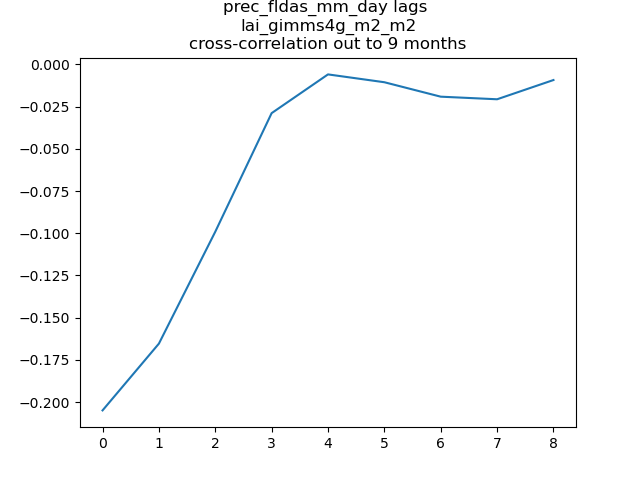 prec_fldas_mm_day lags
lai_gimms4g_m2_m2
cross-correlation out to 9 months
0.000
−0.025
−0.050
−0.075
−0.100
−0.125
−0.150
−0.175
−0.200
0 1 2 3 4 5 6 7 8